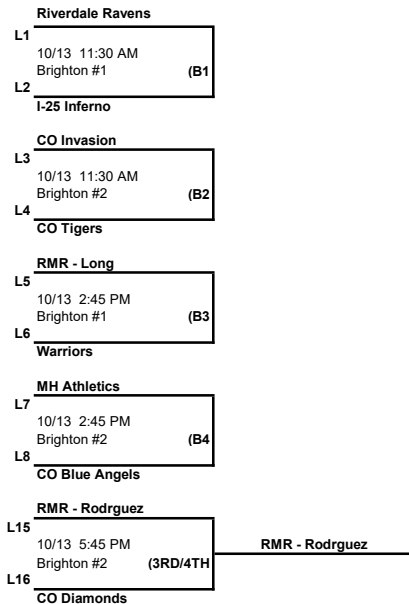 Riverdale Ravens
L1
10/13 11:30 AM
Brighton #1 (B1
L2
I-25 Inferno
CO Invasion
L3
10/13 11:30 AM
Brighton #2 (B2
L4
CO Tigers
RMR - Long
L5
10/13 2:45 PM
Brighton #1 (B3
L6
Warriors
MH Athletics
L7
10/13 2:45 PM
Brighton #2 (B4
L8
CO Blue Angels
RMR - Rodrguez
L15
10/13 5:45 PM RMR - Rodrguez
Brighton #2 (3RD/4TH
L16
CO Diamonds